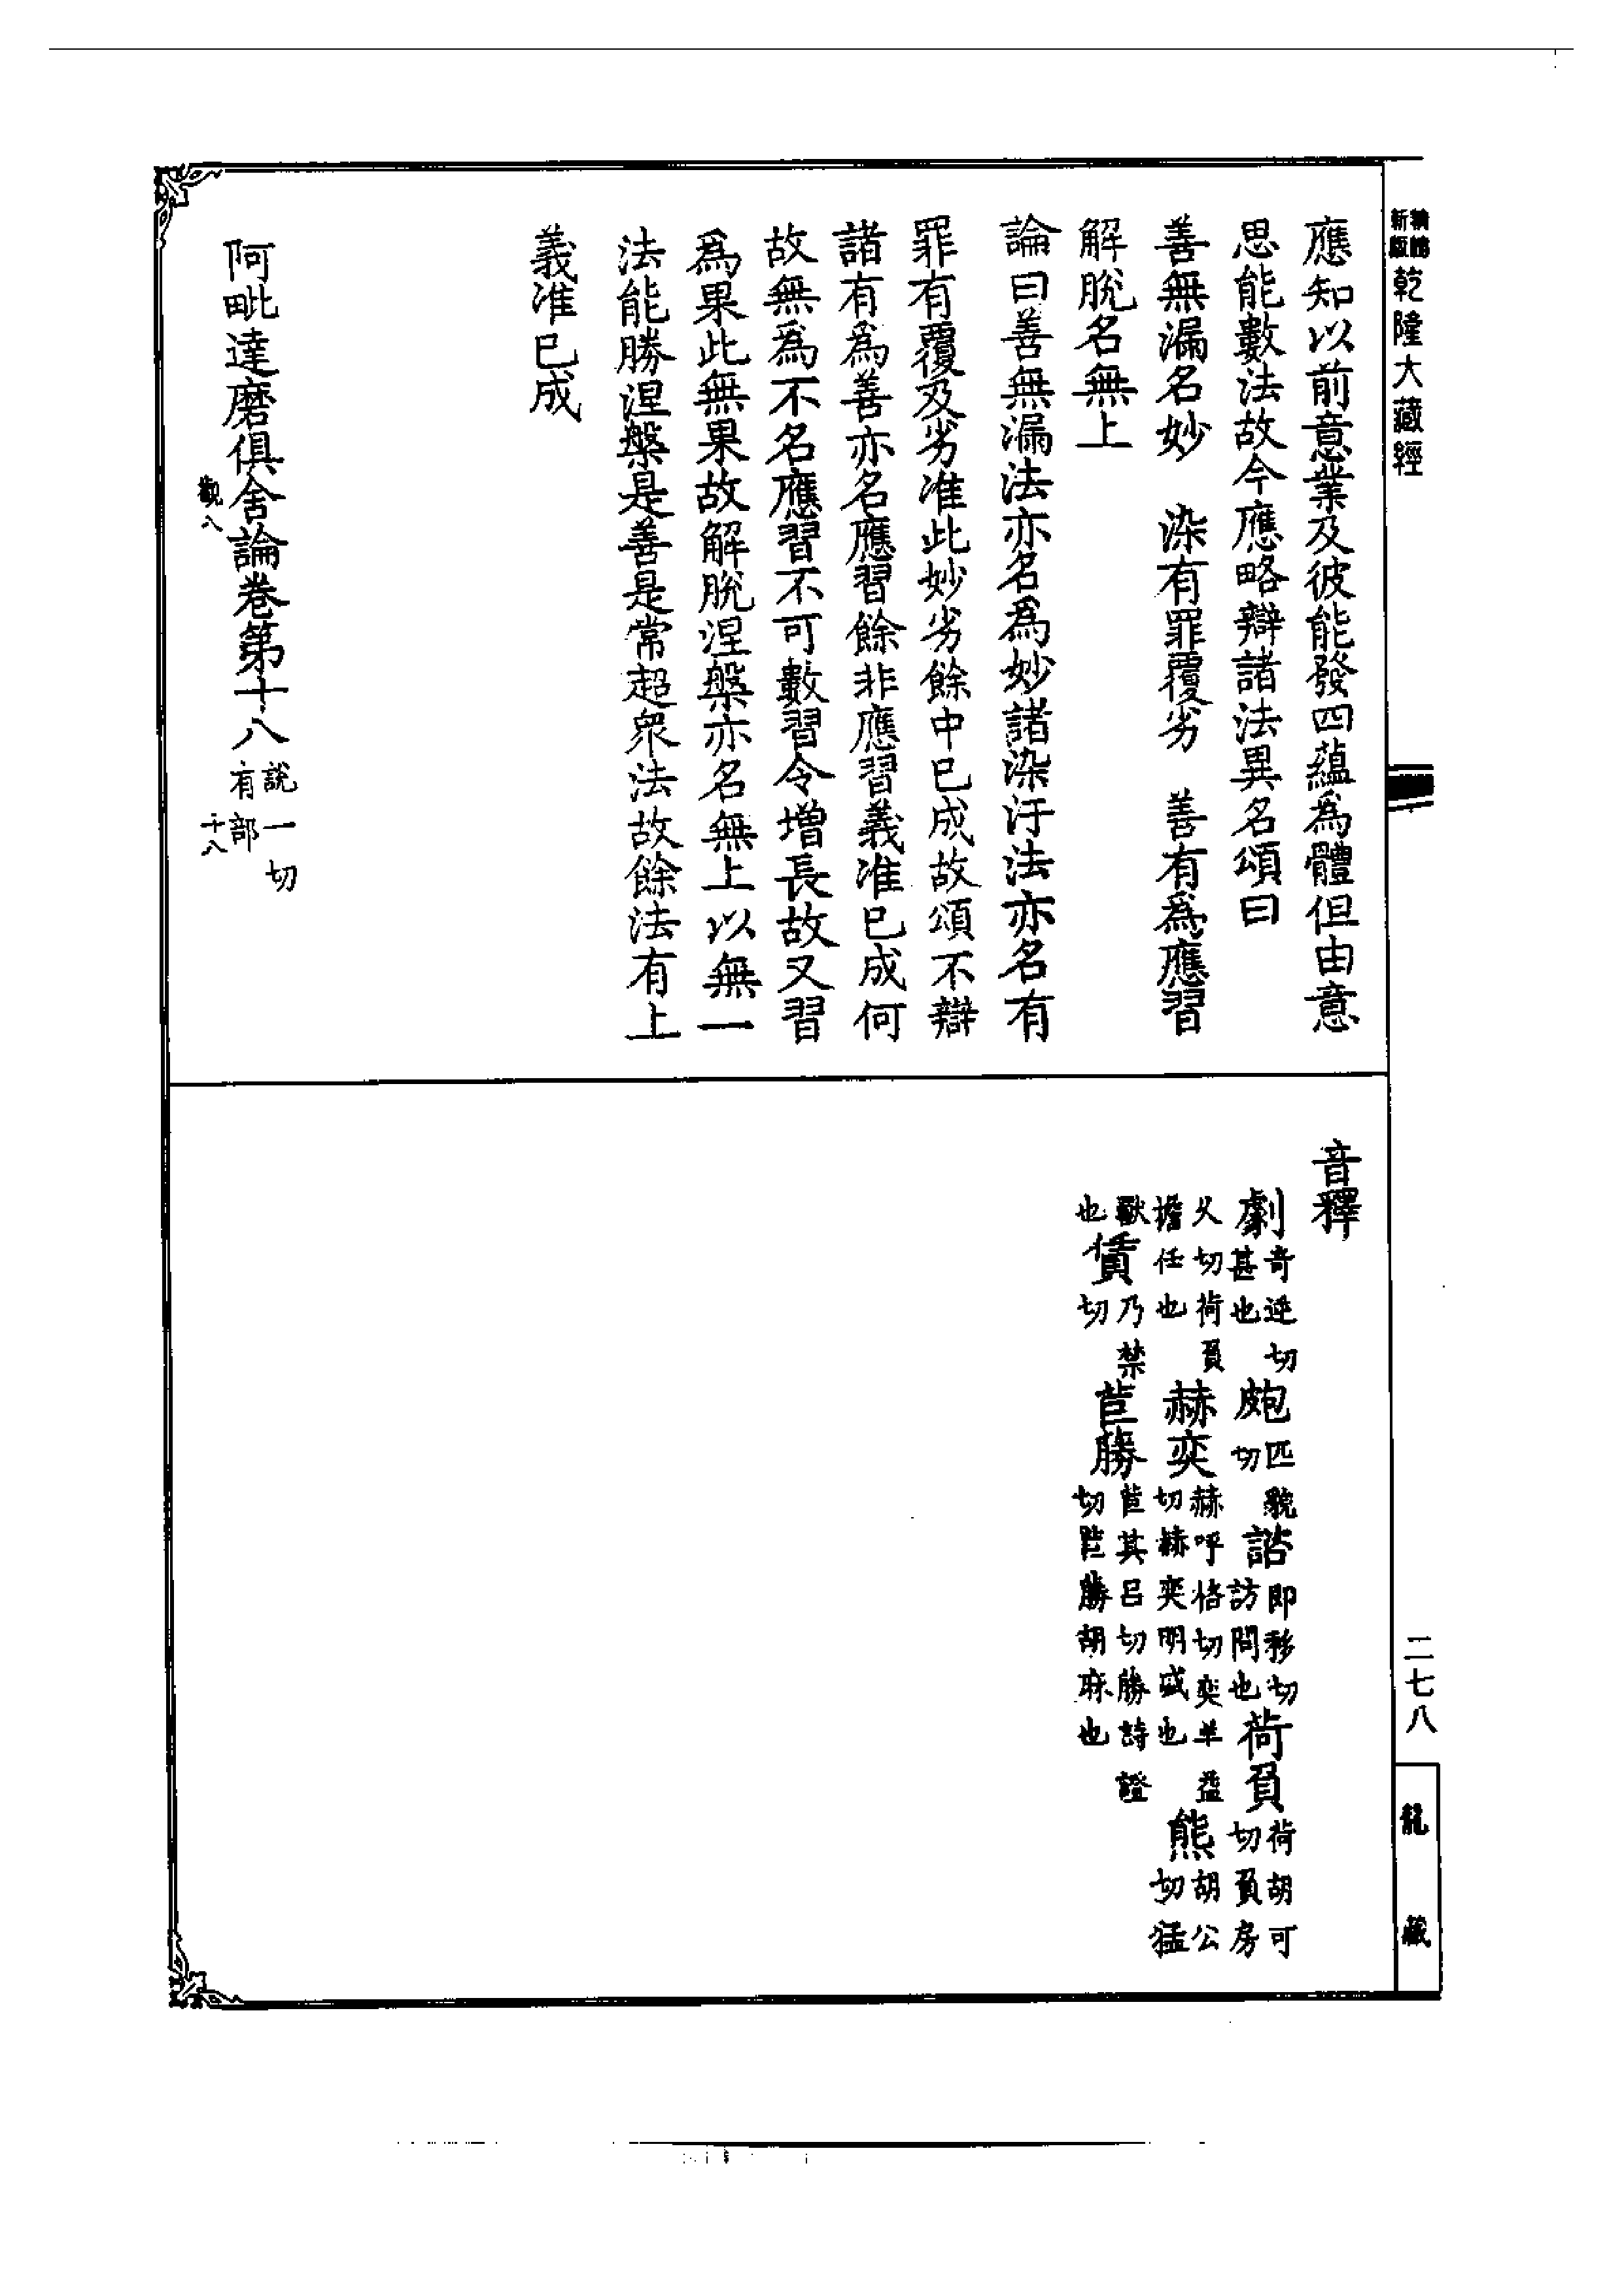 新編縮版
乾隆大藏經
應知以前意業及彼能發四蘊為體但由意
思能數法故今應略辯諸法異名頌曰
善無漏名妙　染有罪覆劣　善有爲應習
解脫名無上
論曰善無漏法亦名爲妙諸染汙法亦名有
罪有覆及劣准此妙劣餘中已成故頌不辯
諸有爲善亦名應習餘非應習義准已成何
故無爲不名應習不可數習令增長故又習
爲果此無果故解脫涅槃亦名無上以無一
法能勝涅槃是善是常超衆法故餘法有上
義准已成
阿毗達磨俱舍論卷第十八 說一切有部
觀八 十八
音釋
劇 奇逆切甚也 皰 匹貌切 諮 即移切訪問也 荷負 荷胡可切負房
父切荷負擔任也 赫奕 赫呼格切奕羊益切赫奕明盛也 熊 胡公切猛
獸也 賃 乃禁切 苣勝 苣其呂切勝詩證切苣勝胡麻也
二七八
龍藏